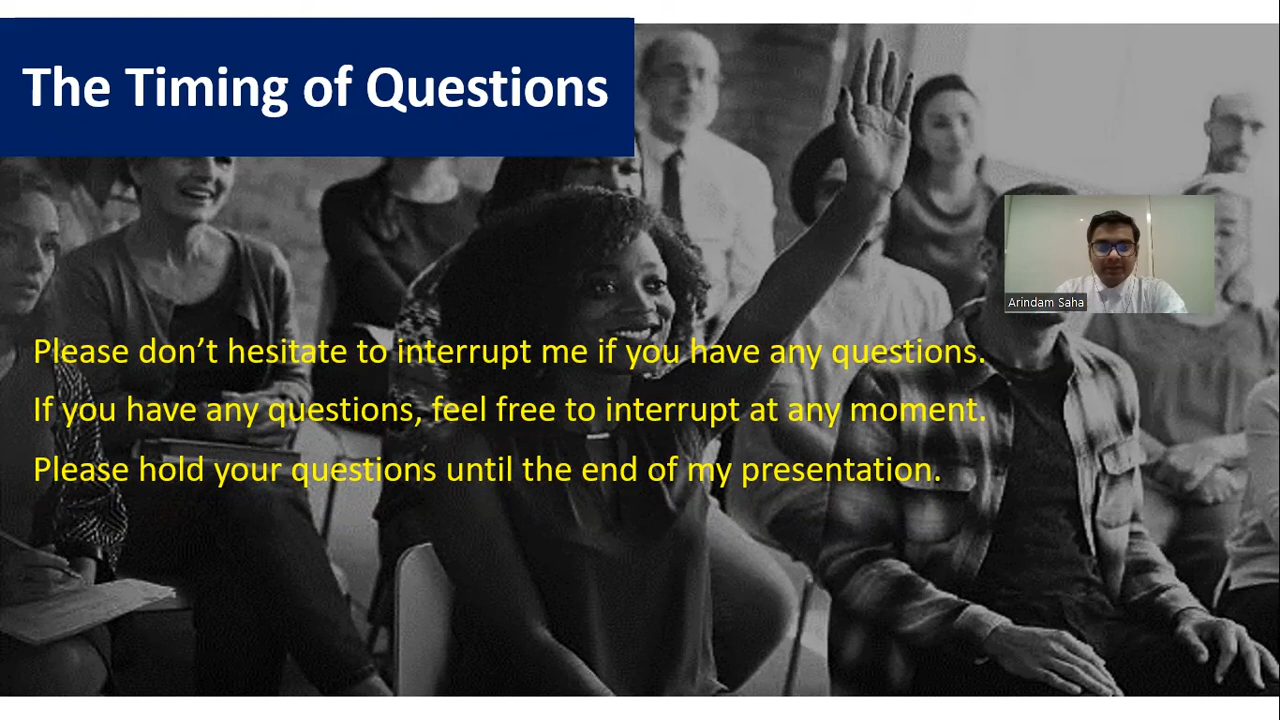 The Timing of Questions
Arindam Saha
Please don’t hesitate to interrupt me if you have any questions.
If you have any questions, feel free to interrupt at any moment.
Please hold your questions until the end of my presentation.